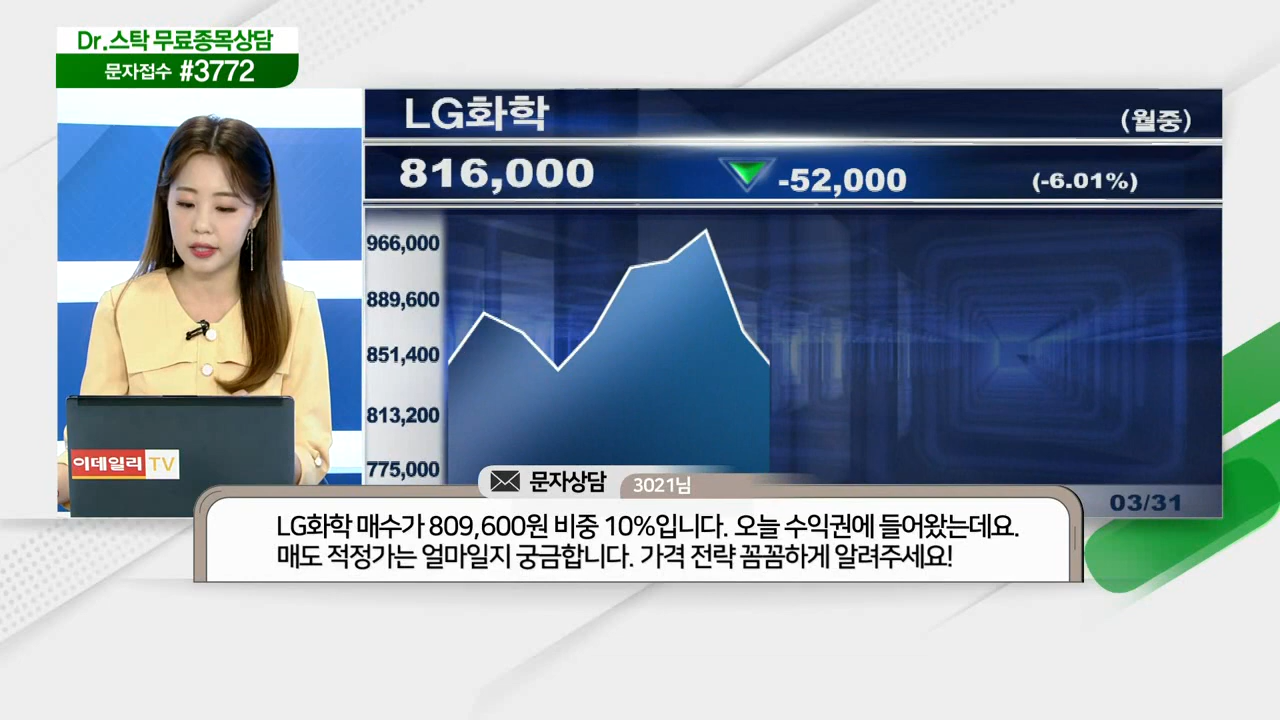 Dr.스탁 무료종목상담
문자접수 #3772
LG화학
(월중)
816,000
-52,000
(-6.01%)
966,000
889,600
851,400
813,200
775,000
03/31
이데일리 TV
문자상담
3021님
LG화학 매수가 809,600원 비중 10%입니다. 오늘 수익권에 들어왔는데요.
매도 적정가는 얼마일지 궁금합니다. 가격 전략 꼼꼼하게 알려주세요!